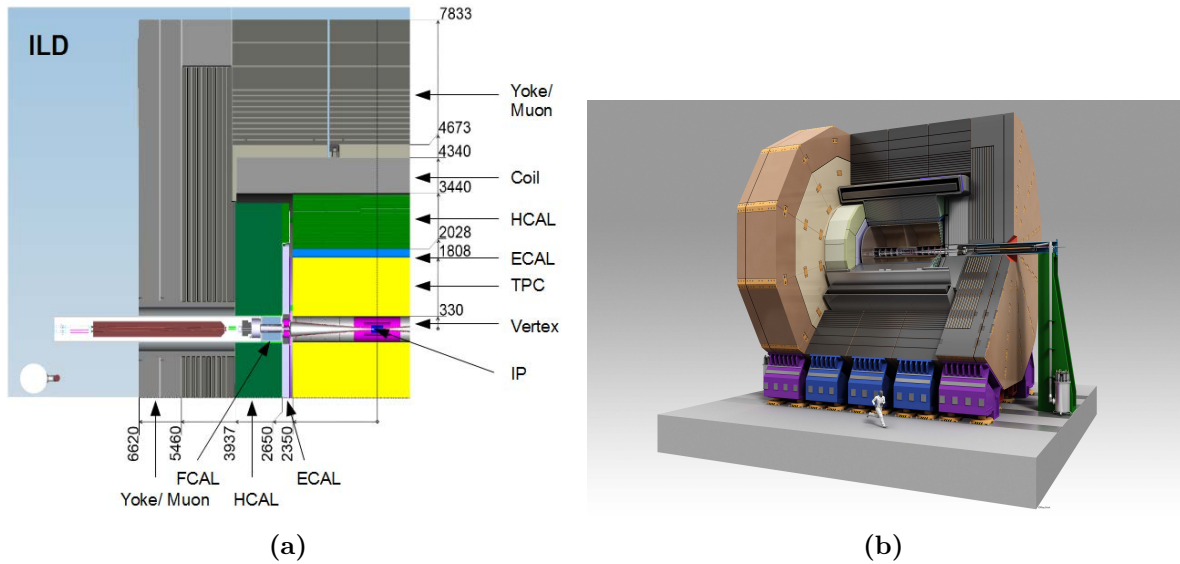 ILD
7833
Yoke/
Muon
4673
4340
Coil
3440
HCAL
2028
1808
ECAL
TPC
330
Vertex
IP
6620
5460
3937
2650
2350
FCAL
ECAL
Yoke/ Muon
HCAL
(a)
(b)